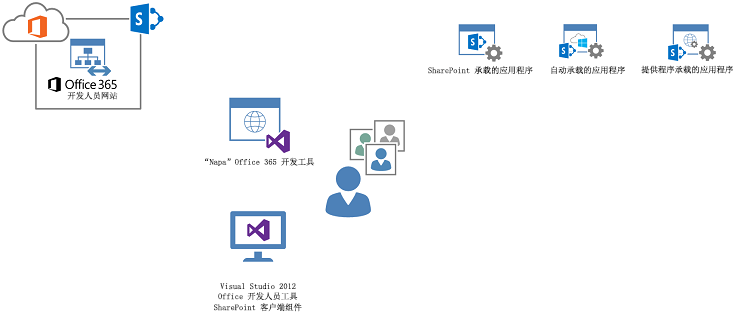 Office 365
开发人员网站
SharePoint 承载的应用程序
自动承载的应用程序
提供程序承载的应用程序
“Napa”Office 365 开发工具
Visual Studio 2012
Office 开发人员工具
SharePoint 客户端组件